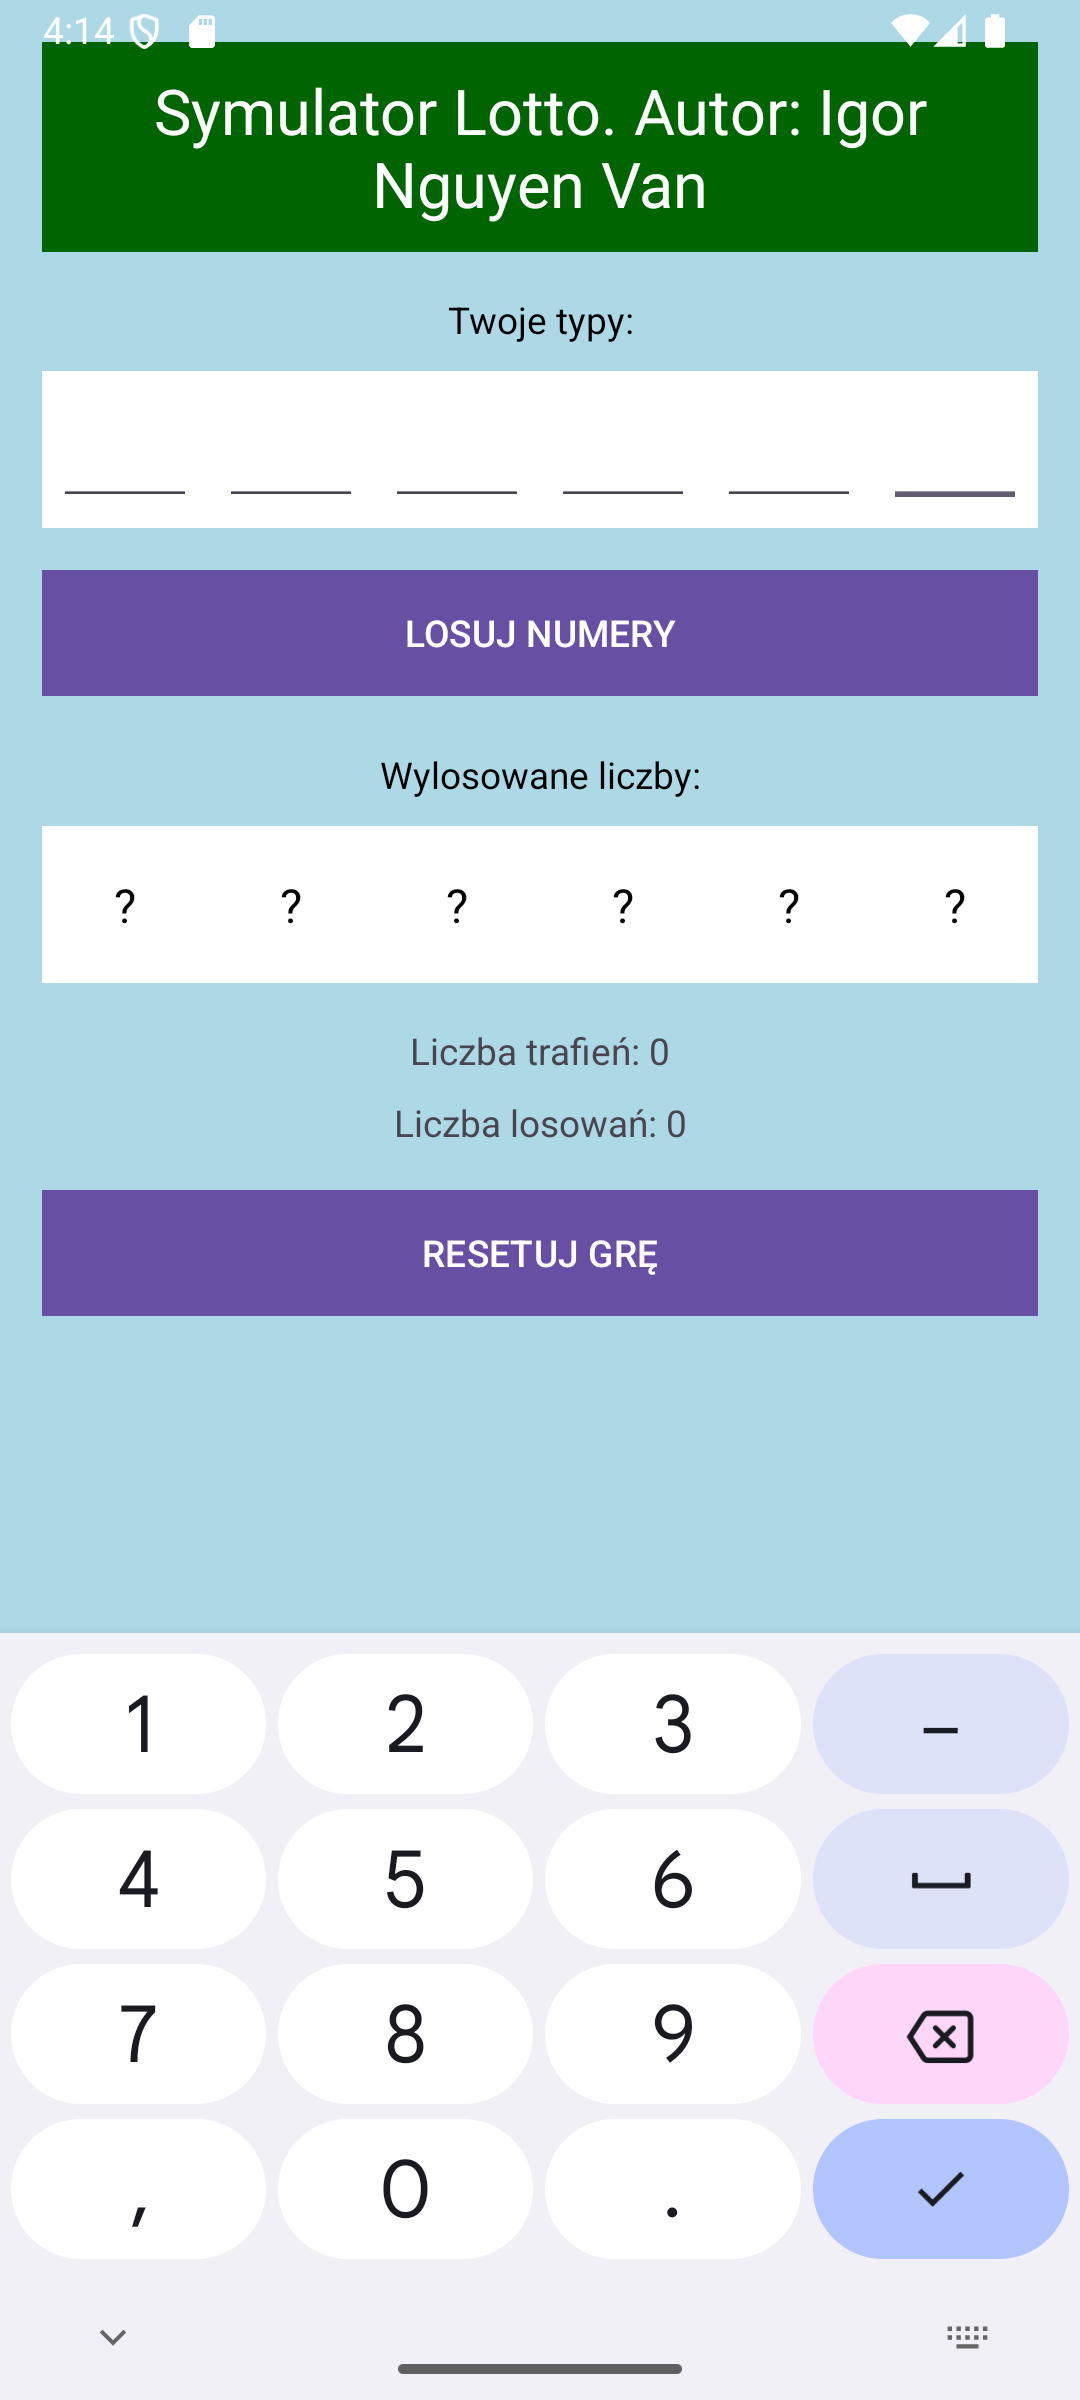 4:14
Symulator Lotto. Autor: Igor
Nguyen Van
Twoje typy:
LOSUJ NUMERY
Wylosowane liczby:
? ? ? ? ? ?
Liczba trafień: 0
Liczba losowań: 0
RESETUJ GRĘ
1 2 3 –
4 5 6
7 8 9
, 0 .